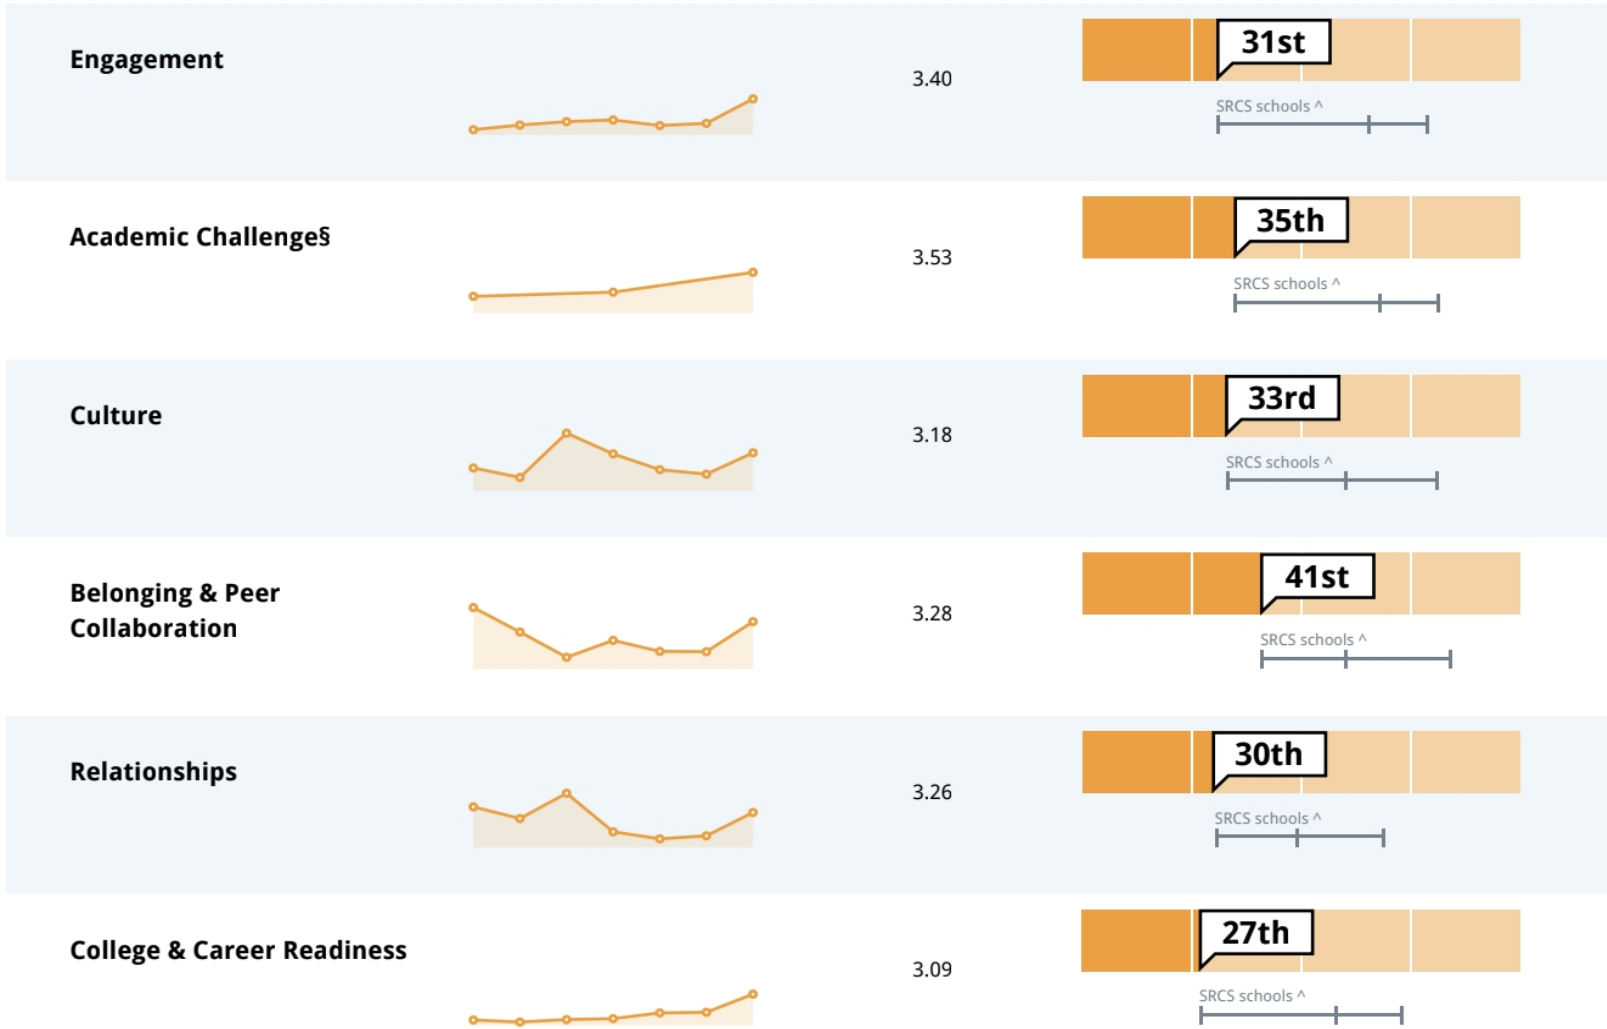 Engagement
3.40
31st
SRCS schools ^
Academic Challenge§
3.53
35th
SRCS schools ^
Culture
3.18
33rd
SRCS schools ^
Belonging & Peer
Collaboration
3.28
41st
SRCS schools ^
Relationships
3.26
30th
SRCS schools ^
College & Career Readiness
3.09
27th
SRCS schools ^